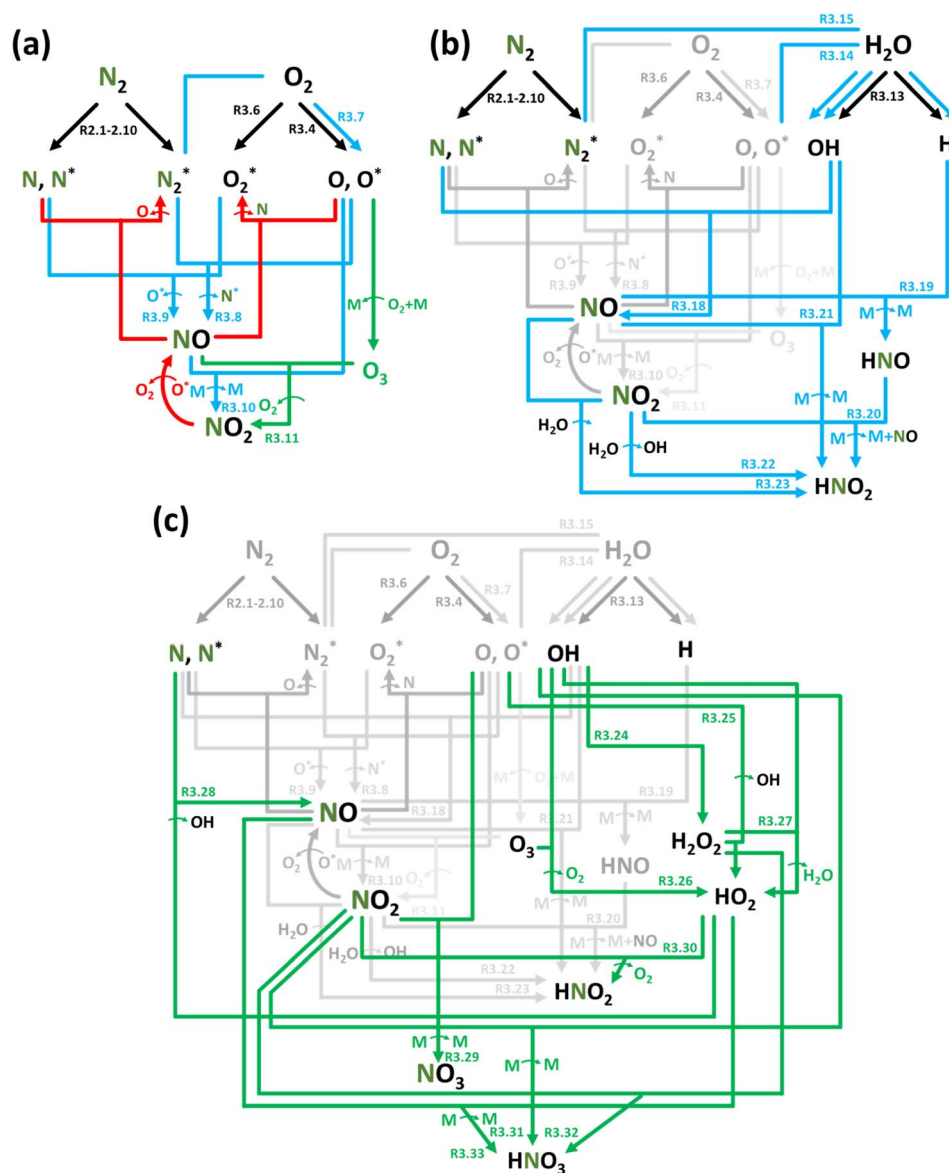 (a)
N2 O2
R2.1-2.10 R3.6 R3.4 R3.7
N, N* N2* O2* O, O*
O N
O* N* M O2+M
R3.9 R3.8
NO
O3
O2 O* M M O2
R3.10
NO2
R3.11
(b)
R3.15
N2 O2 R3.14 H2O
R2.1-2.10 R3.6 R3.4 R3.7 R3.13
N, N* N2* O2* O, O* OH H
O N
O* N* M O2+M
R3.9 R3.8 R3.19
NO R3.18 R3.21 M M
O3
O2 O* M M HNO
R3.10 O2
NO2 R3.11 M M R3.20
H2O
H2O OH M M+NO
R3.22
R3.23 HNO2
(c)
R3.15
N2 O2 R3.14 H2O
R2.1-2.10 R3.6 R3.4 R3.7 R3.13
N, N* N2* O2* O, O* OH H
O N
R3.25
R3.24
O* N* M O2+M OH
R3.28 R3.9 R3.8 R3.19
OH NO R3.18 R3.21 M M R3.27
O3 H2O2
O2 O* M M HNO
R3.10 O2 O2 H2O
NO2 R3.11 M M R3.26 HO2
R3.20
H2O
H2O OH M M+NO R3.30
R3.22 O2
R3.23 HNO2
M M M M
R3.29
NO3
M M
R3.31 R3.32
R3.33
HNO3